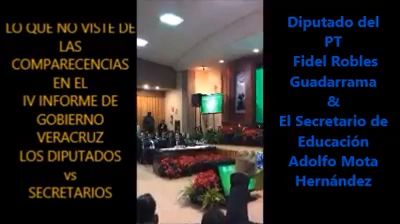 LO QUE NO VISTE DE
LAS
COMPARECENCIAS
EN EL
IV INFORME DE
GOBIERNO
VERACRUZ
LOS DIPUTADOS
vs
SECRETARIOS
Diputado del
PT
Fidel Robles
Guadarrama
&
El Secretario de
Educación
Adolfo Mota
Hernández